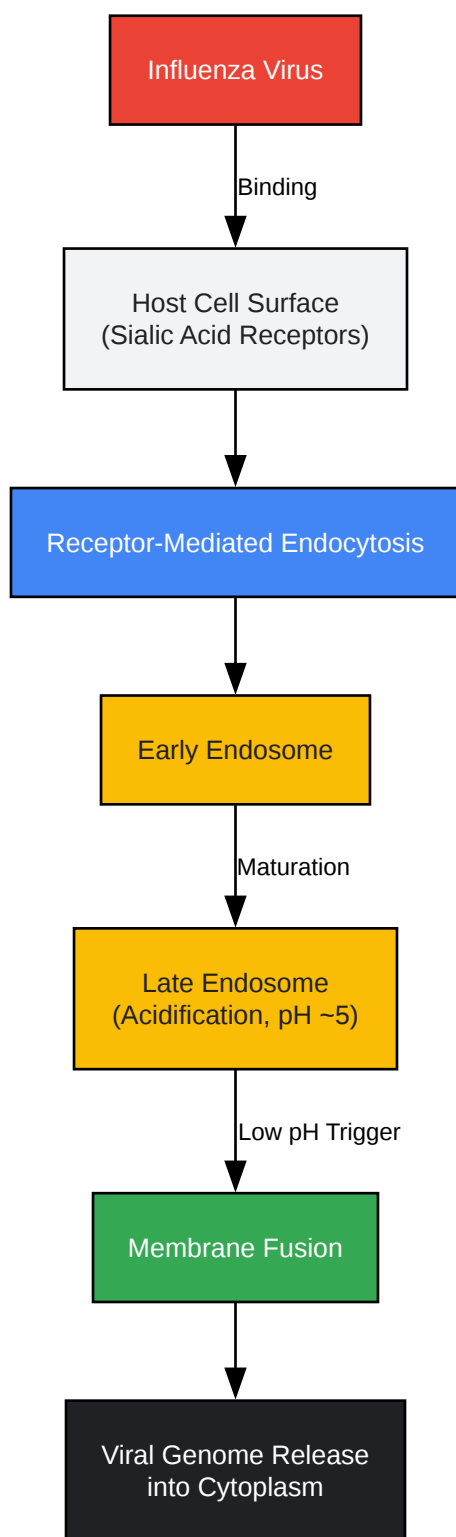 Influenza Virus
Binding
Host Cell Surface
(Sialic Acid Receptors)
Receptor-Mediated Endocytosis
Early Endosome
Maturation
Late Endosome
(Acidification, pH ~5)
Low pH Trigger
Membrane Fusion
Viral Genome Release
into Cytoplasm